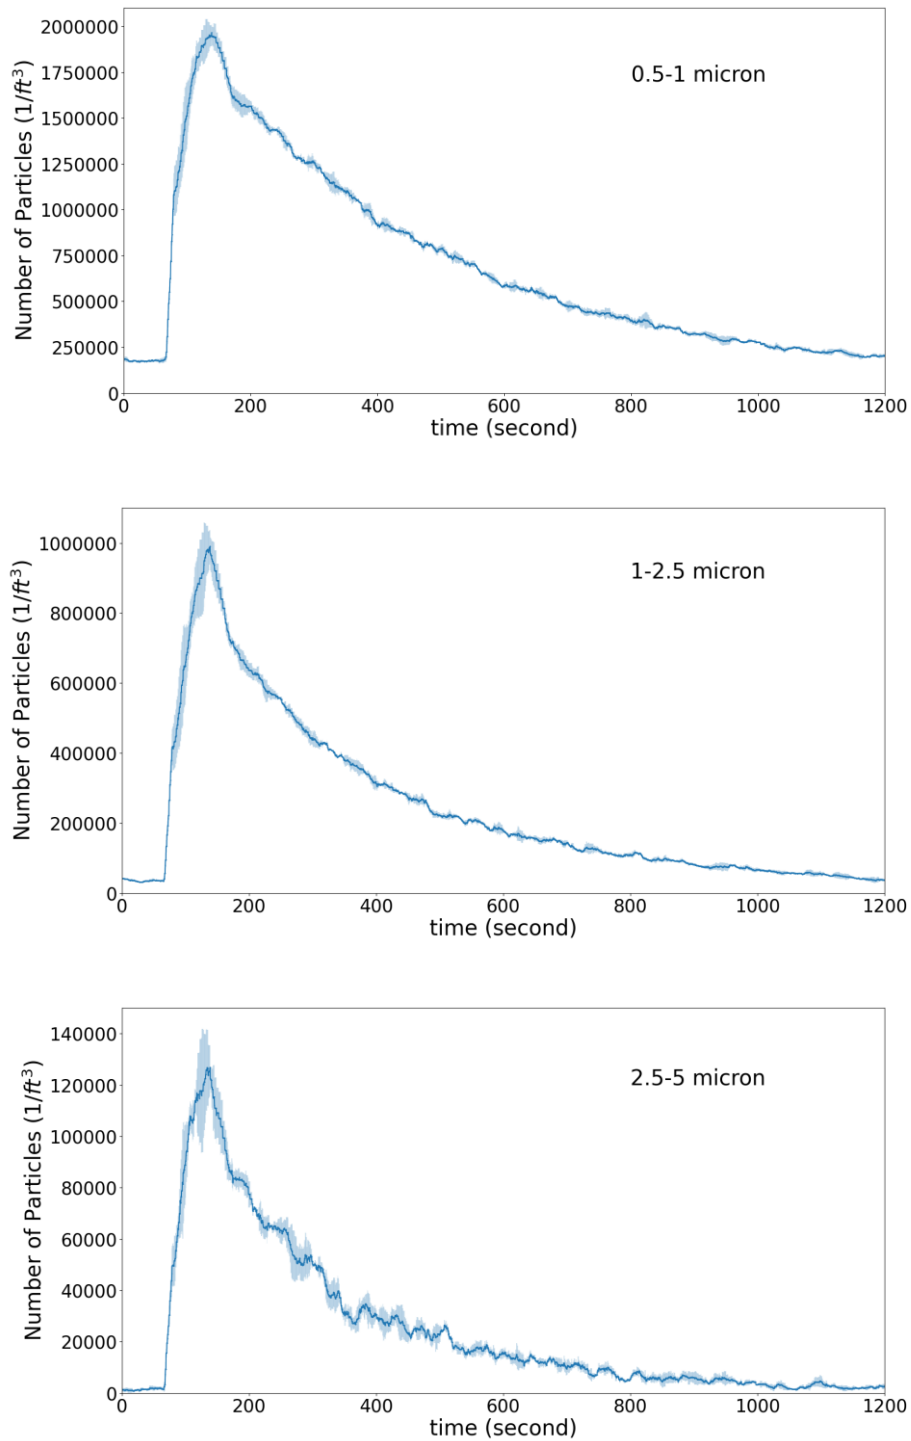 2000000
1750000
1500000
1250000
1000000
750000
500000
250000
0
Number of Particles (1/ft³)
0.5-1 micron
0 200 400 600 800 1000 1200
time (second)
1000000
800000
600000
400000
200000
0
Number of Particles (1/ft³)
1-2.5 micron
0 200 400 600 800 1000 1200
time (second)
140000
120000
100000
80000
60000
40000
20000
0
Number of Particles (1/ft³)
2.5-5 micron
0 200 400 600 800 1000 1200
time (second)